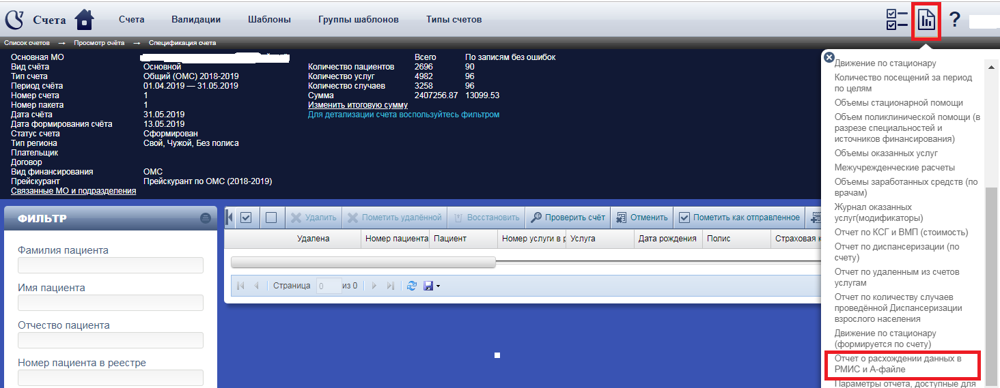 Счета
Счета Валидации Шаблоны Группы шаблонов Типы счетов ?
Список счетов → Просмотр счёта → Спецификация счета
Основная МО
Вид счёта Основной
Тип счета Общий (ОМС) 2018-2019
Период счёта 01.04.2019 — 31.05.2019
Номер счета 1
Номер пакета 1
Дата счёта 31.05.2019
Дата формирования счёта 13.05.2019
Статус счета Сформирован
Тип региона Свой, Чужой, Без полиса
Плательщик
Договор
Вид финансирования ОМС
Прейскурант Прейскурант по ОМС (2018-2019)
Связанные МО и подразделения
Всего По записям без ошибок
Количество пациентов 2696 90
Количество услуг 4982 96
Количество случаев 3258 96
Сумма 2407256.87 13099.53
Изменить итоговую сумму
Для детализации счета воспользуйтесь фильтром
ФИЛЬТР
Фамилия пациента
Имя пациента
Отчество пациента
Номер пациента в реестре
Удалить Пометить удалённой Восстановить Проверить счёт Отменить Пометить как отправленное
Удалена Номер пациента Пациент Номер услуги в р Услуга Дата рождения Полис Страховая к
Страница 0 из 0
Движение по стационару
Количество посещений за период
по целям
Объемы стационарной помощи
Объем поликлинической помощи (в
разрезе специальностей и
источников финансирования)
Объемы оказанных услуг
Межучрежденческие расчеты
Объемы заработанных средств (по
врачам)
Журнал оказанных
услуг(модификаторы)
Отчет по КСГ и ВМП (стоимость)
Отчет по диспансеризации (по
счету)
Отчет по удаленным из счетов
услугам
Отчет по количеству случаев
проведённой Диспансеризации
взрослого населения
Движение по стационару
(формируется по счету)
Отчет о расхождении данных в
РМИС и А-файле
Параметры отчета, доступные для